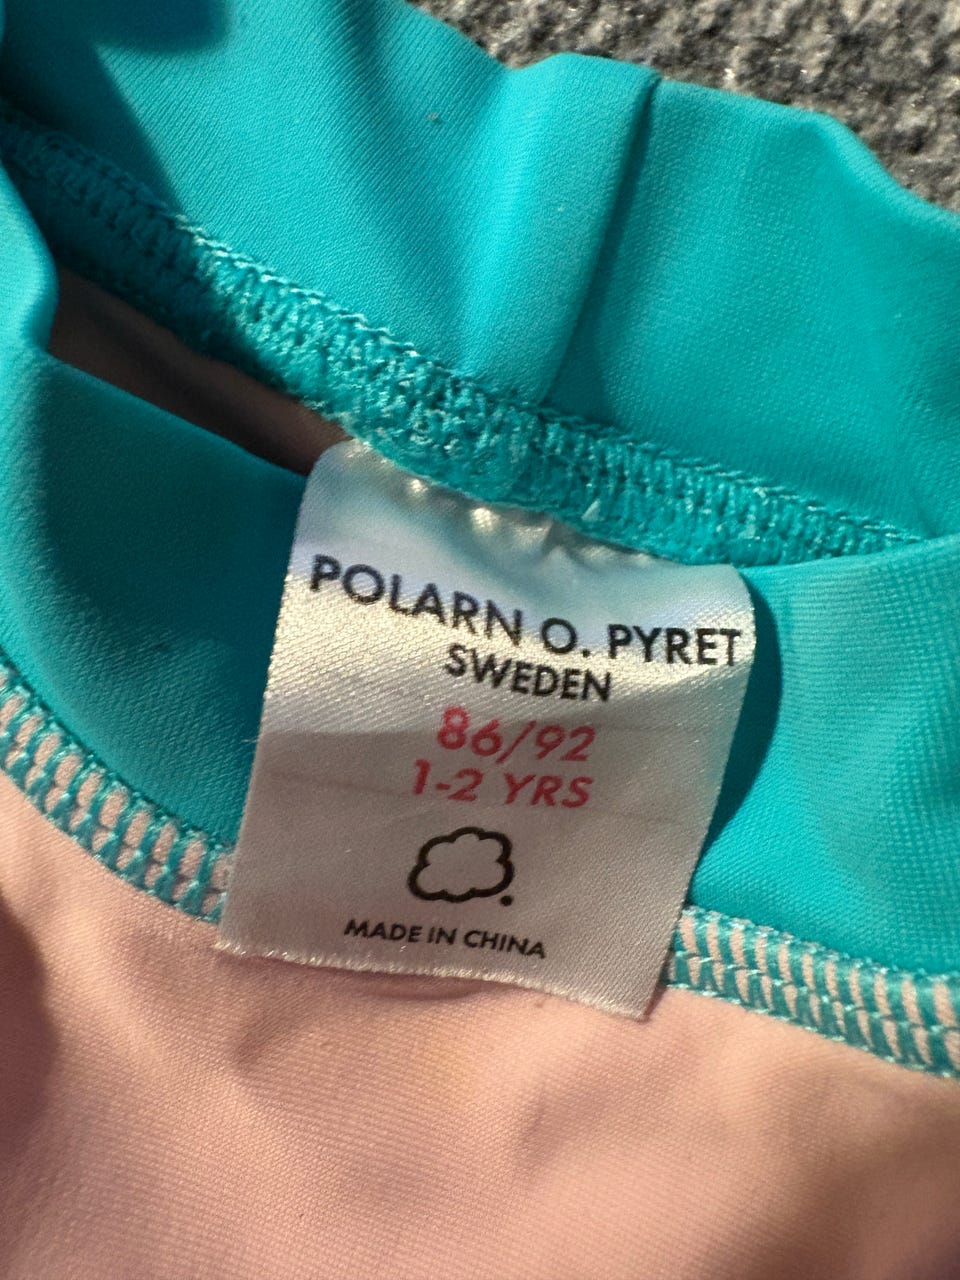 POLARN O. PYRET
SWEDEN
86/92
1-2 YRS
MADE IN CHINA